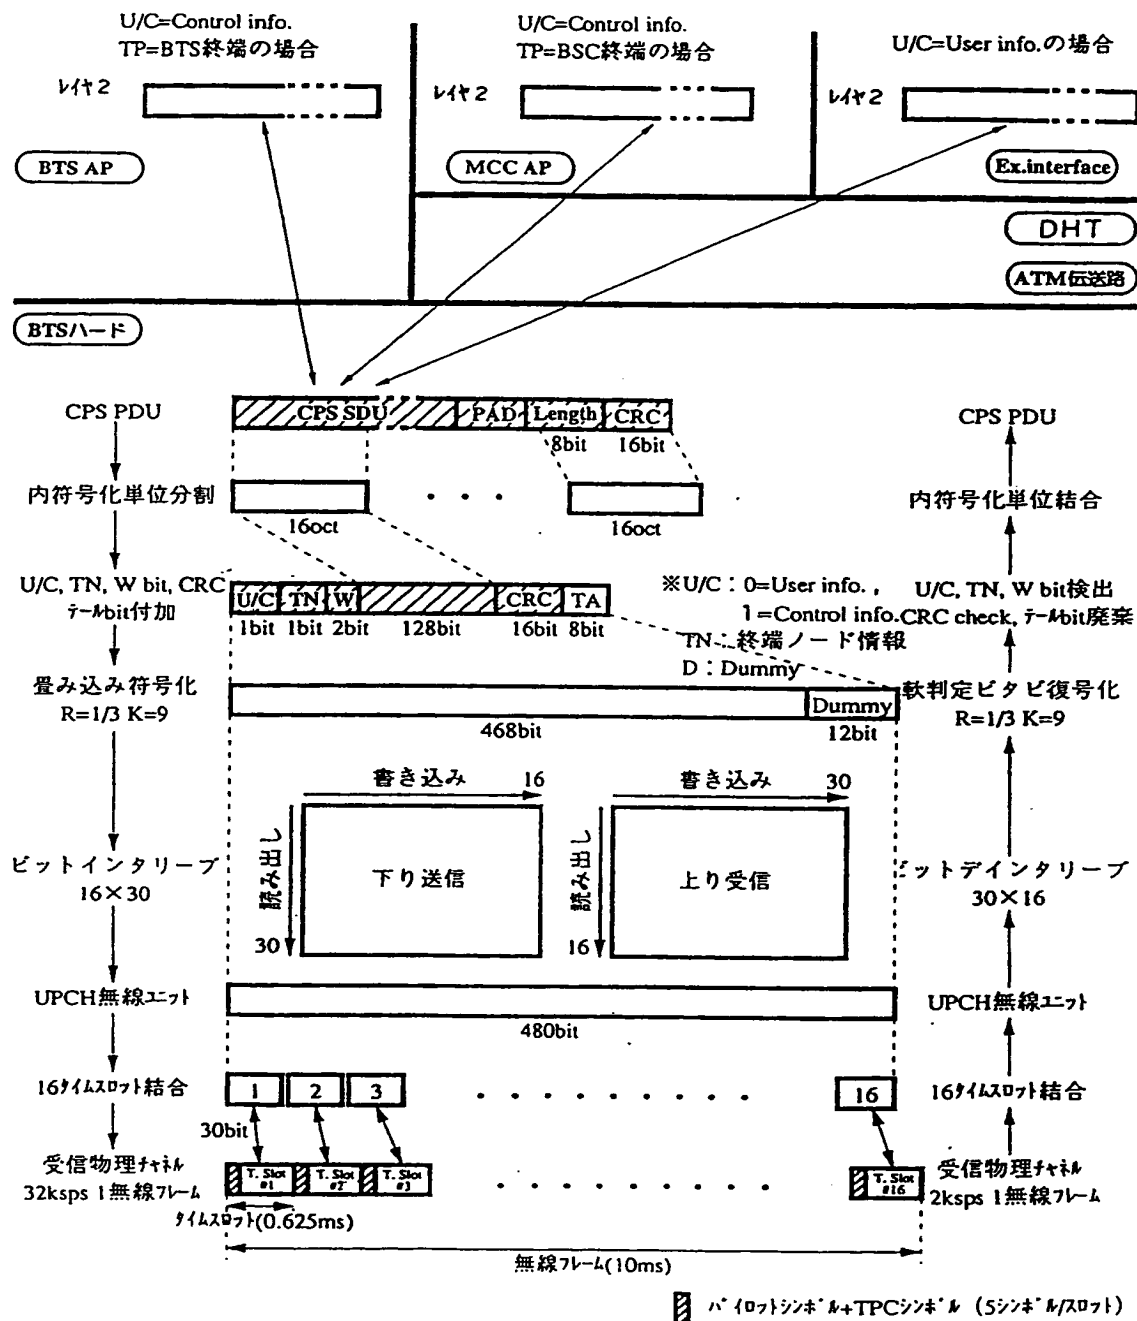 U/C=Control info.
TP=BTS終端の場合
U/C=Control info.
TP=BSC終端の場合
U/C=User info.の場合
レイヤ2
レイヤ2
レイヤ2
BTS AP
MCC AP
Ex.interface
DHT
ATM伝送路
BTSハード
CPS PDU
CPS SDU
PAD
Length
CRC
CPS PDU
8bit
16bit
内符号化単位分割
・・・
内符号化単位結合
16oct
16oct
U/C, TN, W bit, CRC
テールbit付加
U/C
TN
W
CRC
TA
1bit
1bit
2bit
128bit
16bit
8bit
※U/C：0=User info.,
1=Control info.
TN：終端ノード情報
D：Dummy
U/C, TN, W bit検出
CRC check, テールbit廃棄
畳み込み符号化
R=1/3 K=9
Dummy
468bit
12bit
軟判定ビタビ復号化
R=1/3 K=9
書き込み
16
書き込み
30
読み出し
30
下り送信
読み出し
16
上り受信
ビットインタリーブ
16×30
ビットデインタリーブ
30×16
UPCH無線ユニット
480bit
UPCH無線ユニット
16タイムスロット結合
1
2
3
・・・・・・・・・
16
16タイムスロット結合
30bit
受信物理チャネル
32ksps 1無線フレーム
T. Slot
#1
T. Slot
#2
T. Slot
#3
・・・・・・・・・・
T. Slot
#16
受信物理チャネル
2ksps 1無線フレーム
タイムスロット(0.625ms)
無線フレーム(10ms)
パイロットシンボル+TPCシンボル (5シンボル/スロット)